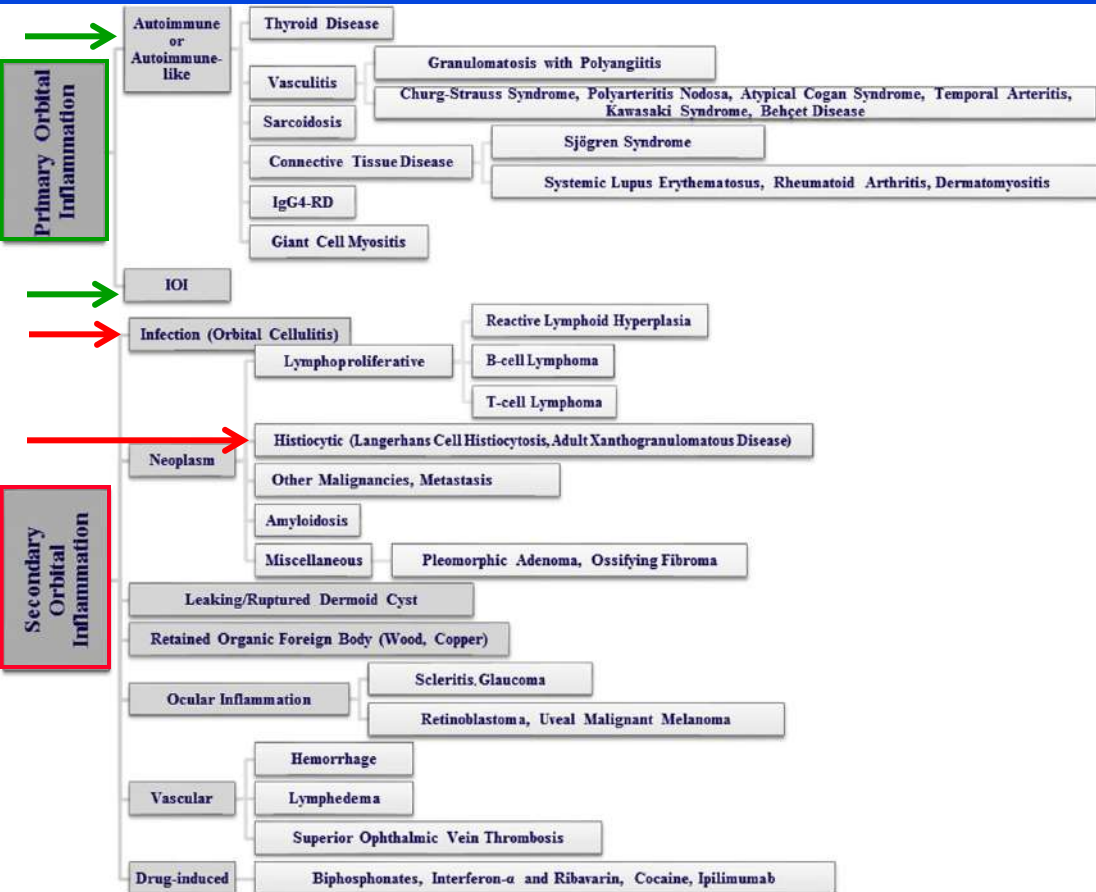 Primary Orbital
Inflammation
Autoimmune
or
Autoimmune-
like
Thyroid Disease
Vasculitis
Granulomatosis with Polyangiitis
Churg-Strauss Syndrome, Polyarteritis Nodosa, Atypical Cogan Syndrome, Temporal Arteritis,
Kawasaki Syndrome, Behçet Disease
Sarcoidosis
Connective Tissue Disease
Sjögren Syndrome
Systemic Lupus Erythematosus, Rheumatoid Arthritis, Dermatomyositis
IgG4-RD
Giant Cell Myositis
IOI
Secondary
Orbital
Inflammation
Infection (Orbital Cellulitis)
Neoplasm
Lymphoproliferative
Reactive Lymphoid Hyperplasia
B-cell Lymphoma
T-cell Lymphoma
Histiocytic (Langerhans Cell Histiocytosis, Adult Xanthogranulomatous Disease)
Other Malignancies, Metastasis
Amyloidosis
Miscellaneous
Pleomorphic Adenoma, Ossifying Fibroma
Leaking/Ruptured Dermoid Cyst
Retained Organic Foreign Body (Wood, Copper)
Ocular Inflammation
Scleritis, Glaucoma
Retinoblastoma, Uveal Malignant Melanoma
Vascular
Hemorrhage
Lymphedema
Superior Ophthalmic Vein Thrombosis
Drug-induced
Biphosphonates, Interferon-α and Ribavarin, Cocaine, Ipilimumab